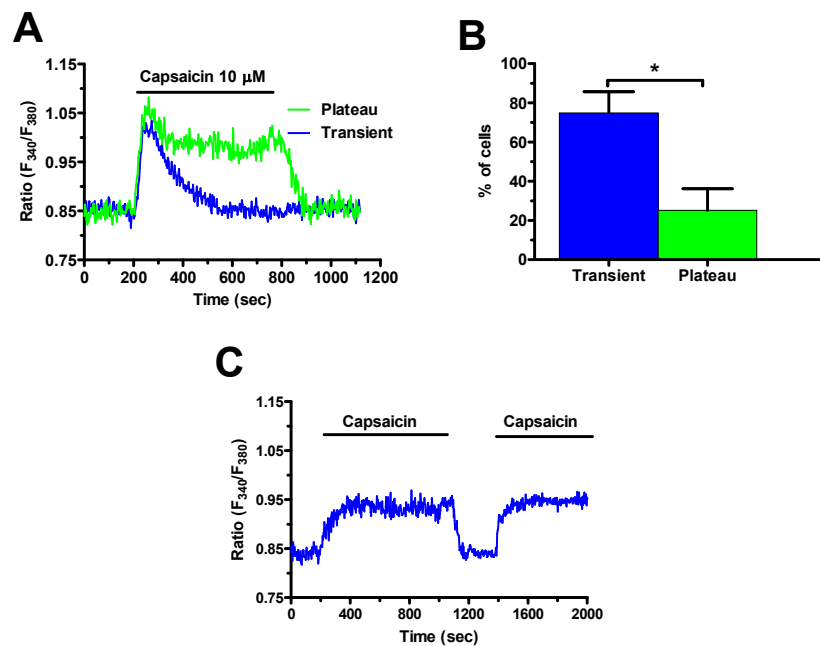 A
Capsaicin 10 μM
Plateau
Transient
Ratio (F340/F380)
1.15
1.05
0.95
0.85
0.75
0 200 400 600 800 1000 1200
Time (sec)
B
*
% of cells
100
80
60
40
20
0
Transient Plateau
C
Capsaicin Capsaicin
Ratio (F340/F380)
1.15
1.05
0.95
0.85
0.75
0 400 800 1200 1600 2000
Time (sec)